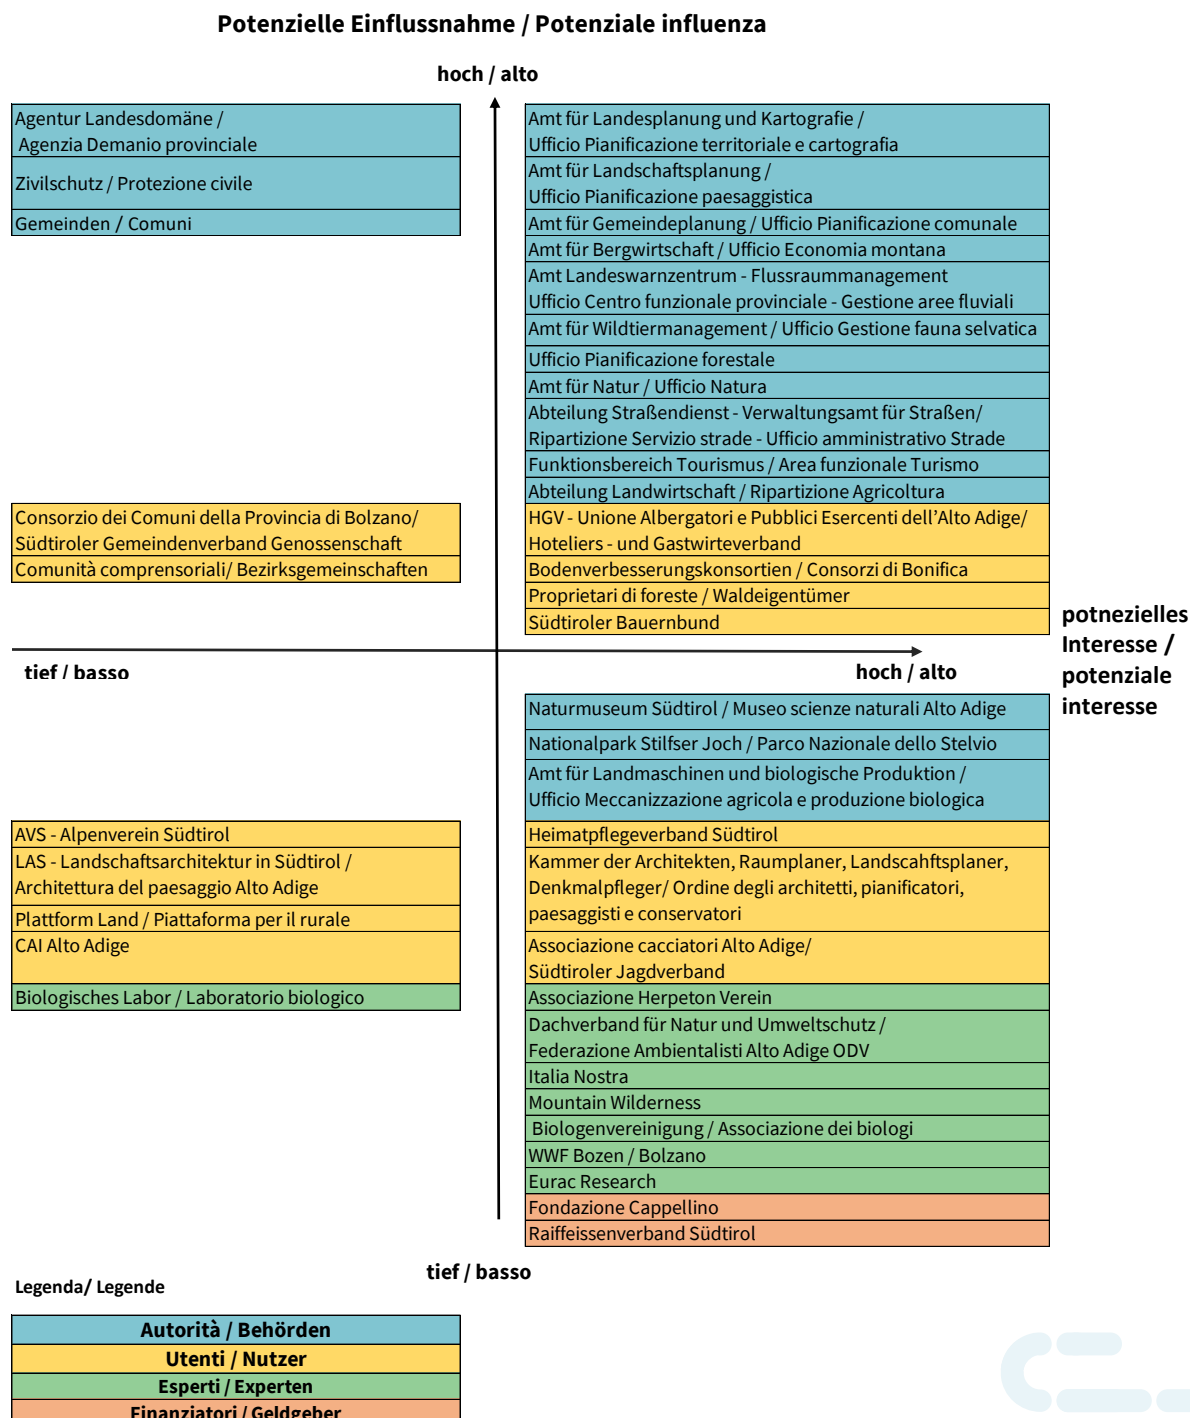 Potenzielle Einflussnahme / Potenziale influenza
hoch / alto
Agentur Landesdomäne /
Agenzia Demanio provinciale
Zivilschutz / Protezione civile
Gemeinden / Comuni
Consorzio dei Comuni della Provincia di Bolzano/
Südtiroler Gemeindenverband Genossenschaft
Comunità comprensoriali/ Bezirksgemeinschaften
Amt für Landesplanung und Kartografie /
Ufficio Pianificazione territoriale e cartografia
Amt für Landschaftsplanung /
Ufficio Pianificazione paesaggistica
Amt für Gemeindeplanung / Ufficio Pianificazione comunale
Amt für Bergwirtschaft / Ufficio Economia montana
Amt Landeswarnzentrum - Flussraummanagement
Ufficio Centro funzionale provinciale - Gestione aree fluviali
Amt für Wildtiermanagement / Ufficio Gestione fauna selvatica
Ufficio Pianificazione forestale
Amt für Natur / Ufficio Natura
Abteilung Straßendienst - Verwaltungsamt für Straßen/
Ripartizione Servizio strade - Ufficio amministrativo Strade
Funktionsbereich Tourismus / Area funzionale Turismo
Abteilung Landwirtschaft / Ripartizione Agricoltura
HGV - Unione Albergatori e Pubblici Esercenti dell'Alto Adige/
Hoteliers - und Gastwirteverband
Bodenverbesserungskonsortien / Consorzi di Bonifica
Proprietari di foreste / Waldeigentümer
Südtiroler Bauernbund
potnezielles
Interesse /
potenziale
interesse
tief / basso
hoch / alto
AVS - Alpenverein Südtirol
LAS - Landschaftsarchitektur in Südtirol /
Architettura del paesaggio Alto Adige
Plattform Land / Piattaforma per il rurale
CAI Alto Adige
Biologisches Labor / Laboratorio biologico
Naturmuseum Südtirol / Museo scienze naturali Alto Adige
Nationalpark Stilfser Joch / Parco Nazionale dello Stelvio
Amt für Landmaschinen und biologische Produktion /
Ufficio Meccanizzazione agricola e produzione biologica
Heimatpflegeverband Südtirol
Kammer der Architekten, Raumplaner, Landscahftsplaner,
Denkmalpfleger/ Ordine degli architetti, pianificatori,
paesaggisti e conservatori
Associazione cacciatori Alto Adige/
Südtiroler Jagdverband
Associazione Herpeton Verein
Dachverband für Natur und Umweltschutz /
Federazione Ambientalisti Alto Adige ODV
Italia Nostra
Mountain Wilderness
Biologenvereinigung / Associazione dei biologi
WWF Bozen / Bolzano
Eurac Research
Fondazione Cappellino
Raiffeissenverband Südtirol
tief / basso
Legenda/ Legende
Autorità / Behörden
Utenti / Nutzer
Esperti / Experten
Finanziatori / Geldgeber